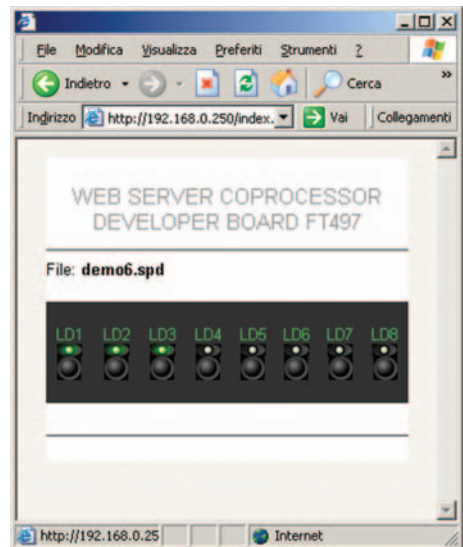 File Modifica Visualizza Preferiti Strumenti ?
Indietro Cerca »
Indirizzo http://192.168.0.250/index. Vai Collegamenti
WEB SERVER COPROCESSOR
DEVELOPER BOARD FT497
File: demo6.spd
LD1 LD2 LD3 LD4 LD5 LD6 LD7 LD8
http://192.168.0.25 Internet